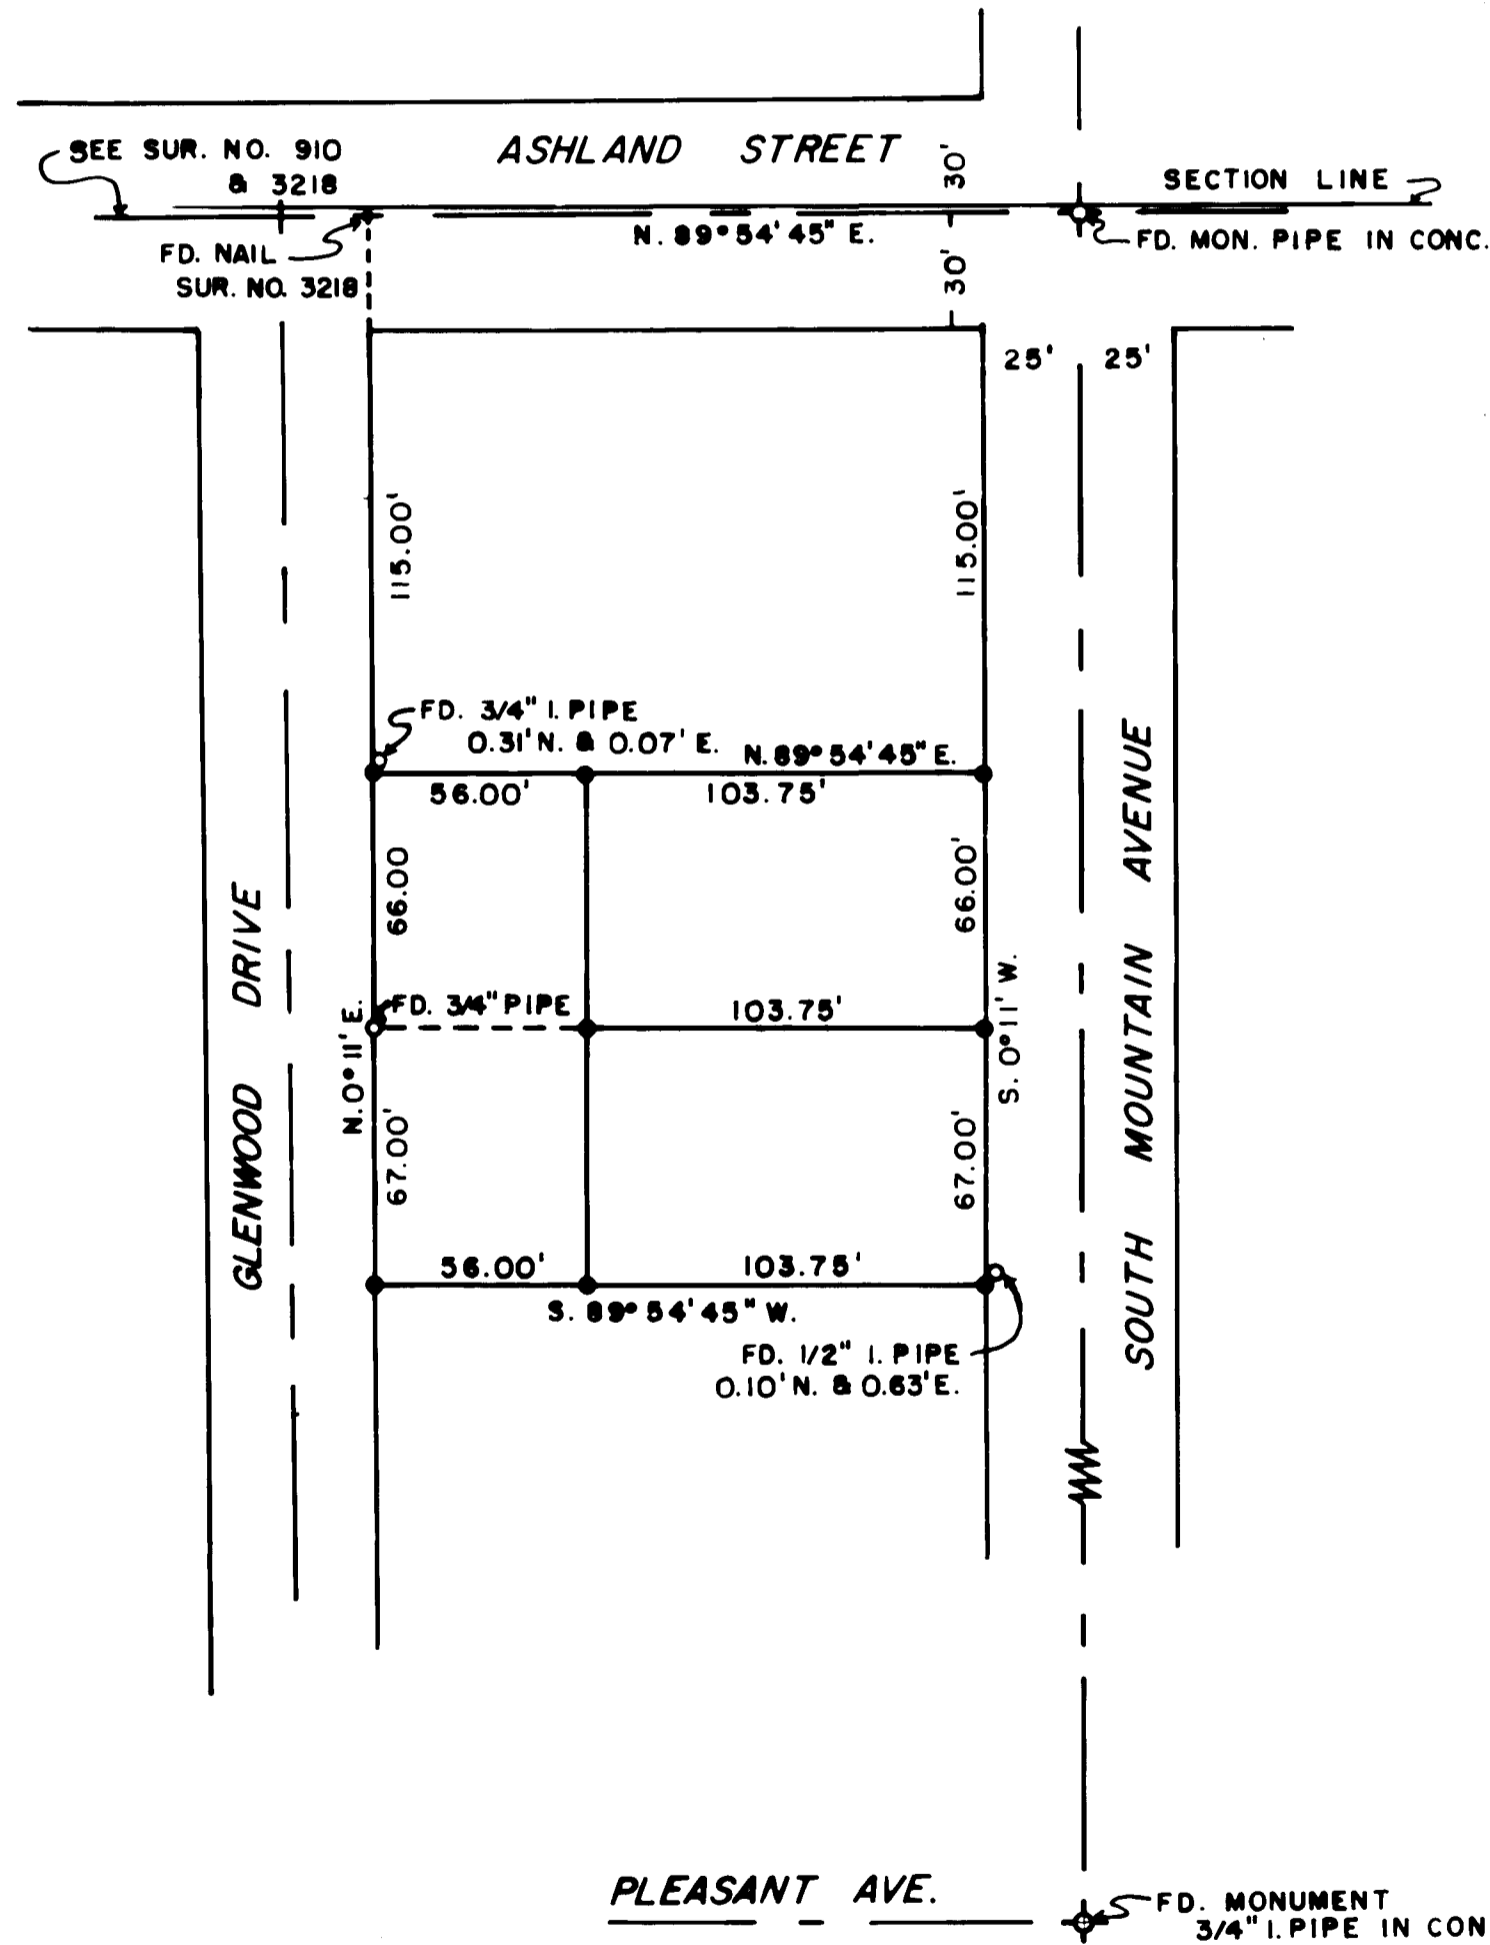 ASHLAND STREET
SEE SUR. NO. 910
& 3218
30'
SECTION LINE
N. 89° 54' 45" E.
FD. MON. PIPE IN CONC.
FD. NAIL
SUR. NO. 3218
30'
25' 25'
115.00'
115.00'
FD. 3/4" I. PIPE
0.31' N. & 0.07' E.
N. 89° 54' 45" E.
56.00'
103.75'
66.00
66.00'
GLENWOOD DRIVE
SOUTH MOUNTAIN AVENUE
FD. 3/4" PIPE
103.75'
N. 0° 11' E.
S. 0° 11' W.
67.00'
67.00'
56.00'
103.75'
S. 89° 54' 45" W.
FD. 1/2" I. PIPE
0.10' N. & 0.63' E.
PLEASANT AVE.
FD. MONUMENT
3/4" I. PIPE IN CON